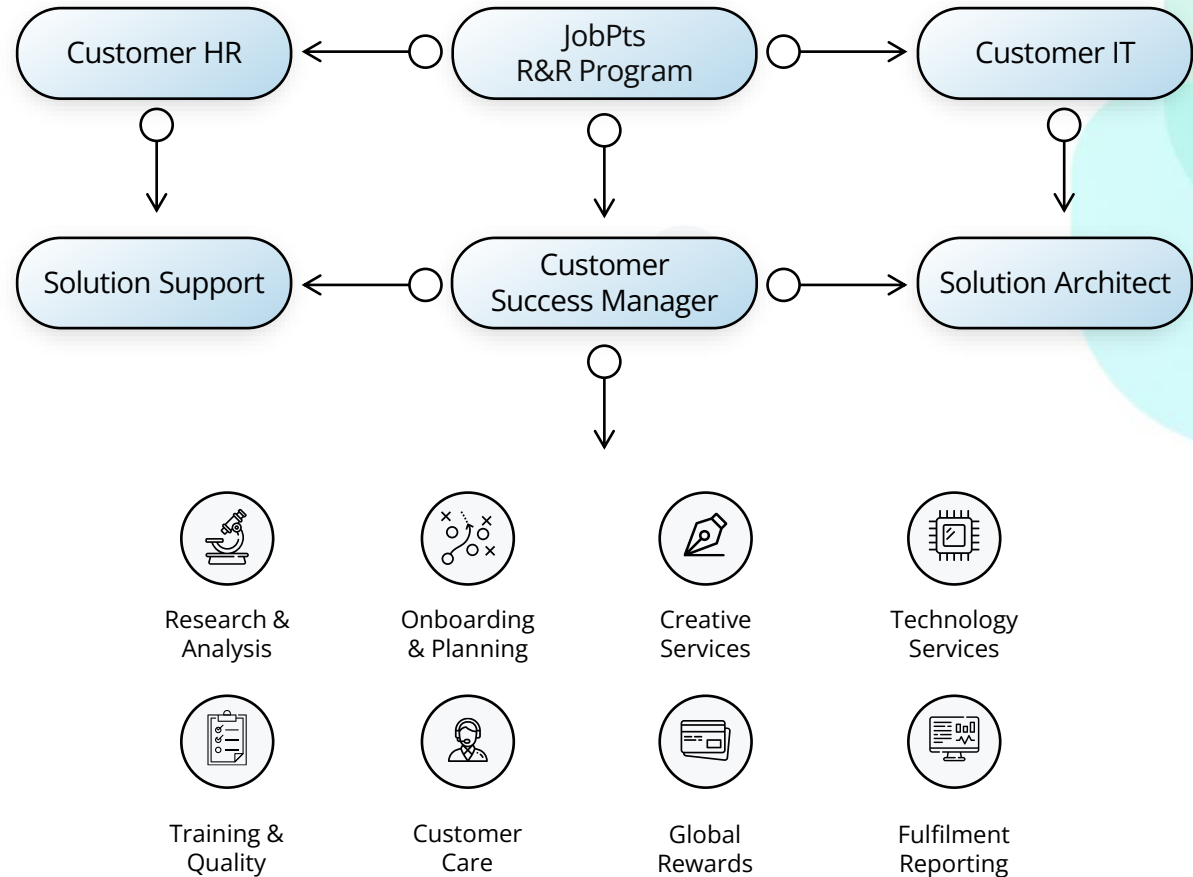 Customer HR
JobPts
R&R Program
Customer IT
Solution Support
Customer
Success Manager
Solution Architect
Research &
Analysis
Onboarding
& Planning
Creative
Services
Technology
Services
Training &
Quality
Customer
Care
Global
Rewards
Fulfilment
Reporting